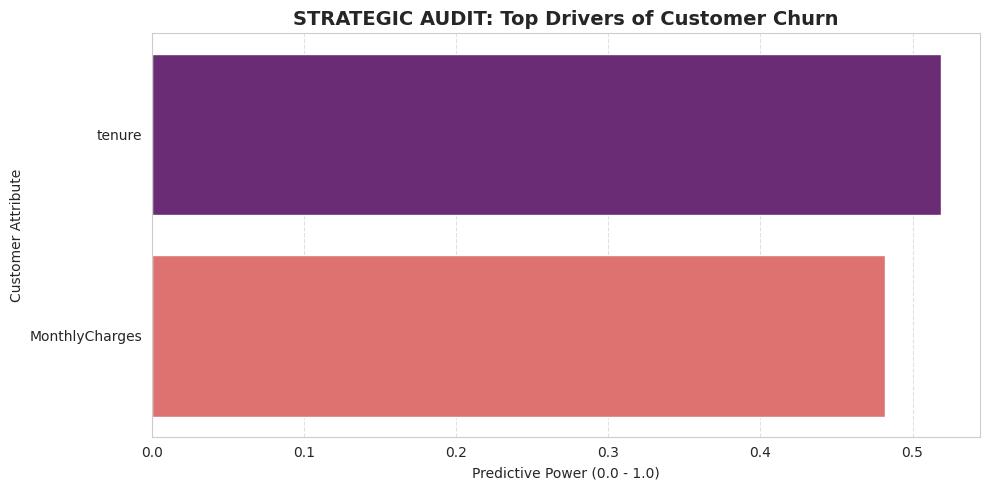 STRATEGIC AUDIT: Top Drivers of Customer Churn
Customer Attribute
tenure
MonthlyCharges
0.0 0.1 0.2 0.3 0.4 0.5
Predictive Power (0.0 - 1.0)